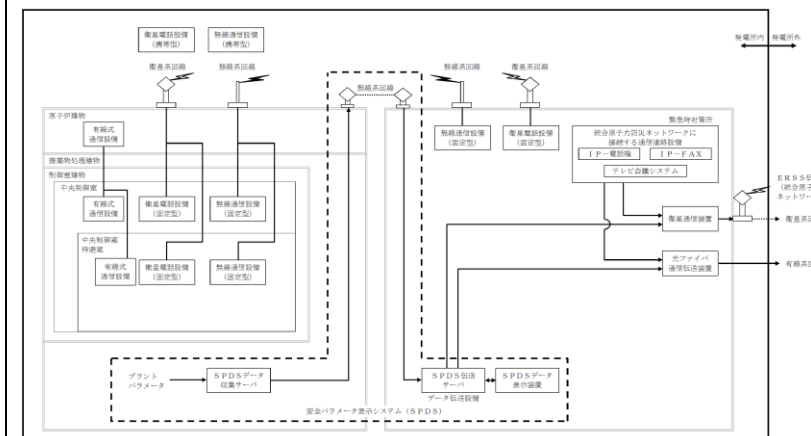 衛星電話設備
(携帯型)
無線通信設備
(携帯型)
発電所内
発電所外
衛星系回線
無線系回線
無線系回線
無線系回線
衛星系回線
原子炉建物
有線式
通信設備
廃棄物処理建物
制御室建物
中央制御室
有線式
通信設備
衛星電話設備
(固定型)
無線通信設備
(固定型)
中央制御室
待避室
有線式
通信設備
衛星電話設備
(固定型)
無線通信設備
(固定型)
無線通信設備
(固定型)
衛星電話設備
(固定型)
緊急時対策所
統合原子力防災ネットワークに
接続する通信連絡設備
IP-電話機
IP-FAX
テレビ会議システム
衛星通信装置
光ファイバ
通信伝送装置
ERSS伝
(統合原子
ネットワー
衛星系回
有線系回
プラント
パラメータ
SPDSデータ
収集サーバ
SPDS伝送
サーバ
データ伝送設備
SPDSデータ
表示装置
安全パラメータ表示システム(SPDS)